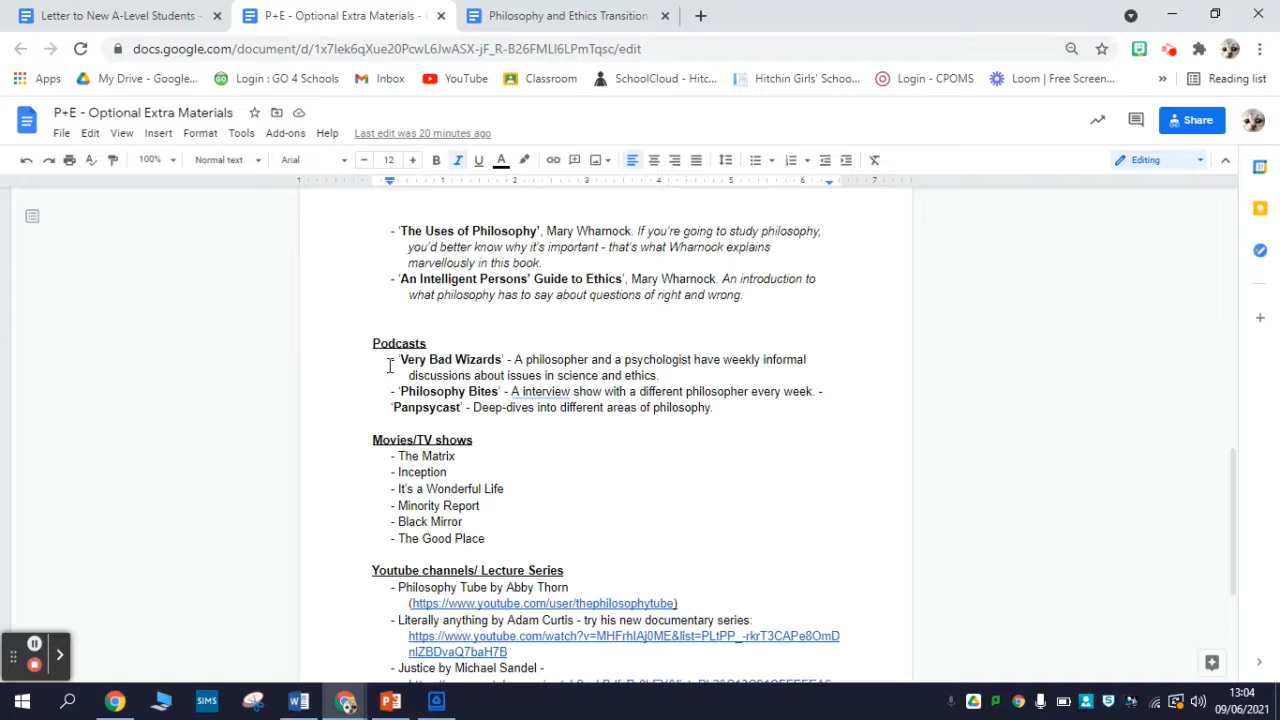 Letter to New A-Level Students -
P+E - Optional Extra Materials -
Philosophy and Ethics Transition
docs.google.com/document/d/1x7Iek6qXue20PcwL6JwASX-jF_R-B26FMLI6LPmTqsc/edit
Apps
My Drive - Google...
Login : GO 4 Schools
Inbox
YouTube
Classroom
SchoolCloud - Hitc...
Hitchin Girls' Schoo...
Login - CPOMS
Loom | Free Screen...
»
Reading list
P+E - Optional Extra Materials
File Edit View Insert Format Tools Add-ons Help Last edit was 20 minutes ago
Share
100% Normal text Arial 12 B I U A Editing
1 1 2 3 4 5 6 7
- 'The Uses of Philosophy', Mary Wharnock. If you're going to study philosophy,
you'd better know why it's important - that's what Wharnock explains
marvellously in this book.
- 'An Intelligent Persons' Guide to Ethics', Mary Wharnock. An introduction to
what philosophy has to say about questions of right and wrong.
Podcasts
- 'Very Bad Wizards' - A philosopher and a psychologist have weekly informal
discussions about issues in science and ethics.
- 'Philosophy Bites' - A interview show with a different philosopher every week. -
'Panpsycast' - Deep-dives into different areas of philosophy.
Movies/TV shows
- The Matrix
- Inception
- It's a Wonderful Life
- Minority Report
- Black Mirror
- The Good Place
Youtube channels/ Lecture Series
- Philosophy Tube by Abby Thorn
(https://www.youtube.com/user/thephilosophytube)
- Literally anything by Adam Curtis - try his new documentary series:
https://www.youtube.com/watch?v=MHFrhIAj0ME&list=PLtPP_-rkrT3CAPe8OmD
nlZBDvaQ7baH7B
- Justice by Michael Sandel -
SIMS
13:04
09/06/2021